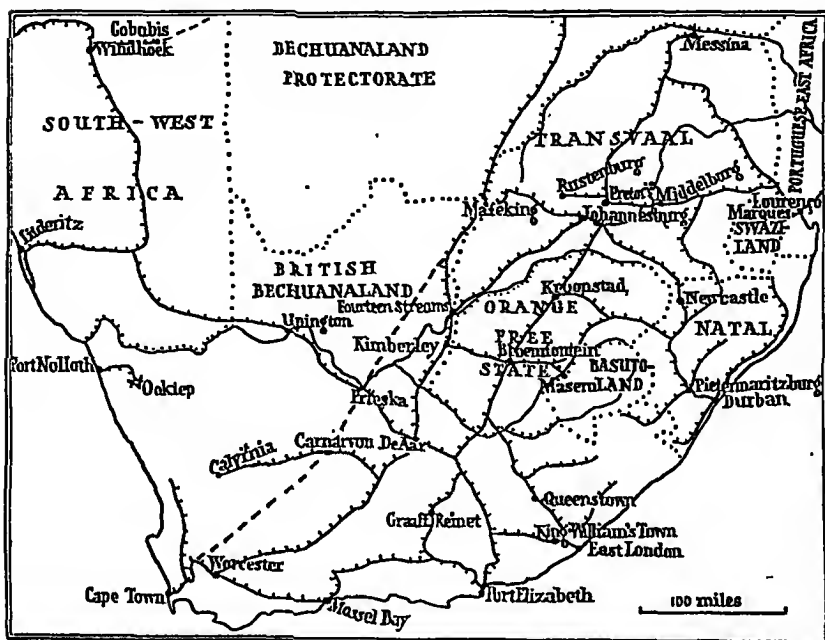 Gobabis
Windhoek
BECHUANALAND
PROTECTORATE
Messina
PORTUGUESE EAST AFRICA
SOUTH-WEST
AFRICA
TRANSVAAL
Rustenburg
Pretoria
Middelburg
Lourenço
Marques
Mafeking
Johannesburg
SWAZI-
LAND
Lüderitz
BRITISH
BECHUANALAND
Fourteen Streams
Kroonstad
ORANGE
FREE
STATE
Newcastle
NATAL
Upington
Kimberley
Bloemfontein
BASUTO-
LAND
Maseru
Port Nolloth
Ookiep
Prieska
Pietermaritzburg
Durban
Calvinia
Carnarvon
De Aar
Queenstown
Graaff Reinet
King William's Town
East London
Worcester
Cape Town
Mossel Bay
Port Elizabeth
100 miles